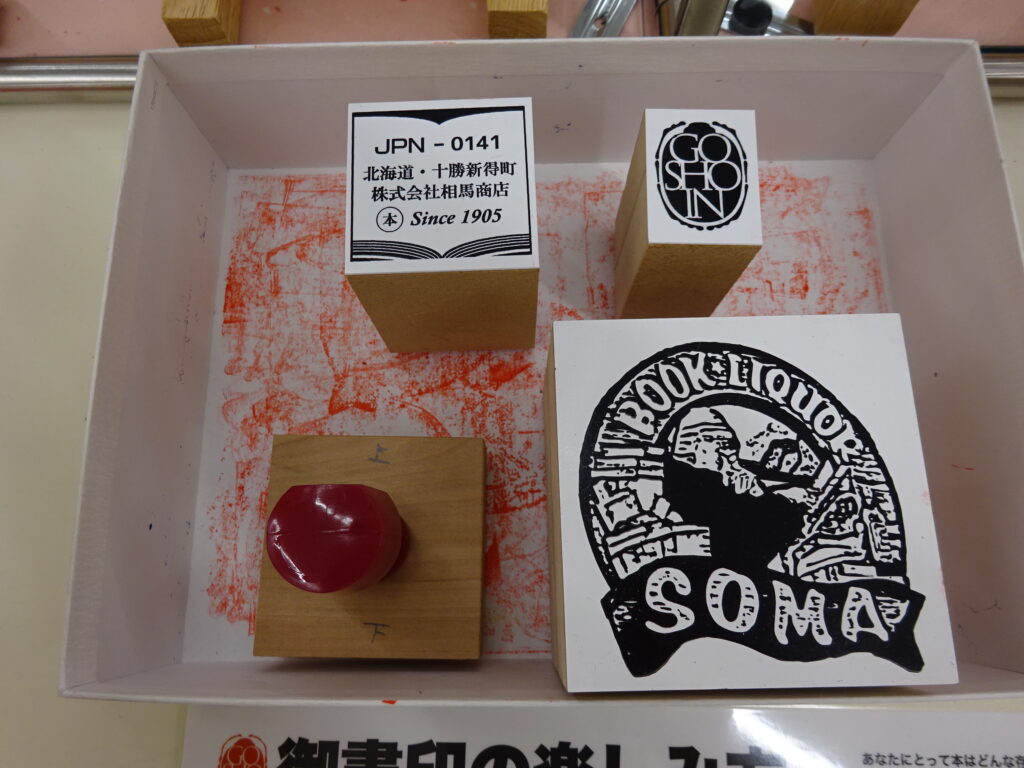 JPN - 0141
北海道・十勝新得町
株式会社相馬商店
本 Since 1905
GO
SHO
IN
BOOK★LIQUOR
SOMA
上
下
GO
御書印の楽しみ方
あなたにとって本はどんな存